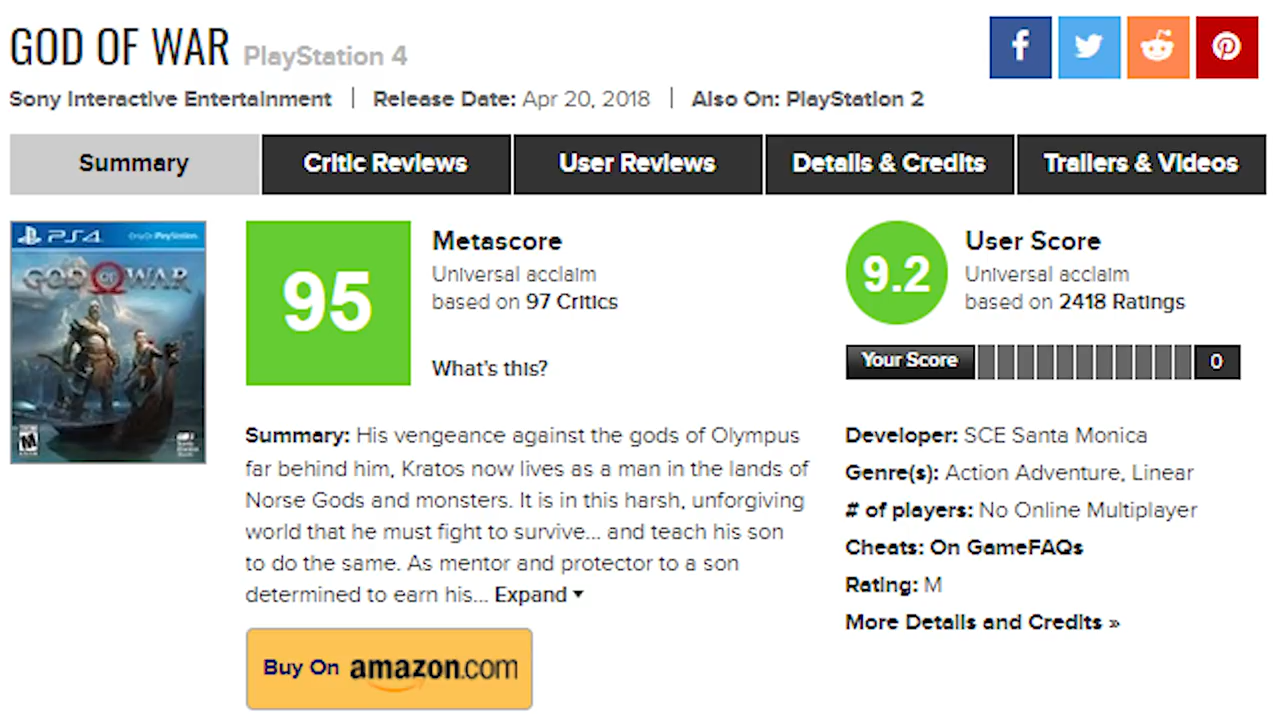 GOD OF WAR PlayStation 4
Sony Interactive Entertainment | Release Date: Apr 20, 2018 | Also On: PlayStation 2
Summary Critic Reviews User Reviews Details & Credits Trailers & Videos
PS4
GOD OF WAR
M
95
Metascore
Universal acclaim
based on 97 Critics
What's this?
9.2
User Score
Universal acclaim
based on 2418 Ratings
Your Score 0
Summary: His vengeance against the gods of Olympus
far behind him, Kratos now lives as a man in the lands of
Norse Gods and monsters. It is in this harsh, unforgiving
world that he must fight to survive... and teach his son
to do the same. As mentor and protector to a son
determined to earn his... Expand ▼
Buy On amazon.com
Developer: SCE Santa Monica
Genre(s): Action Adventure, Linear
# of players: No Online Multiplayer
Cheats: On GameFAQs
Rating: M
More Details and Credits »